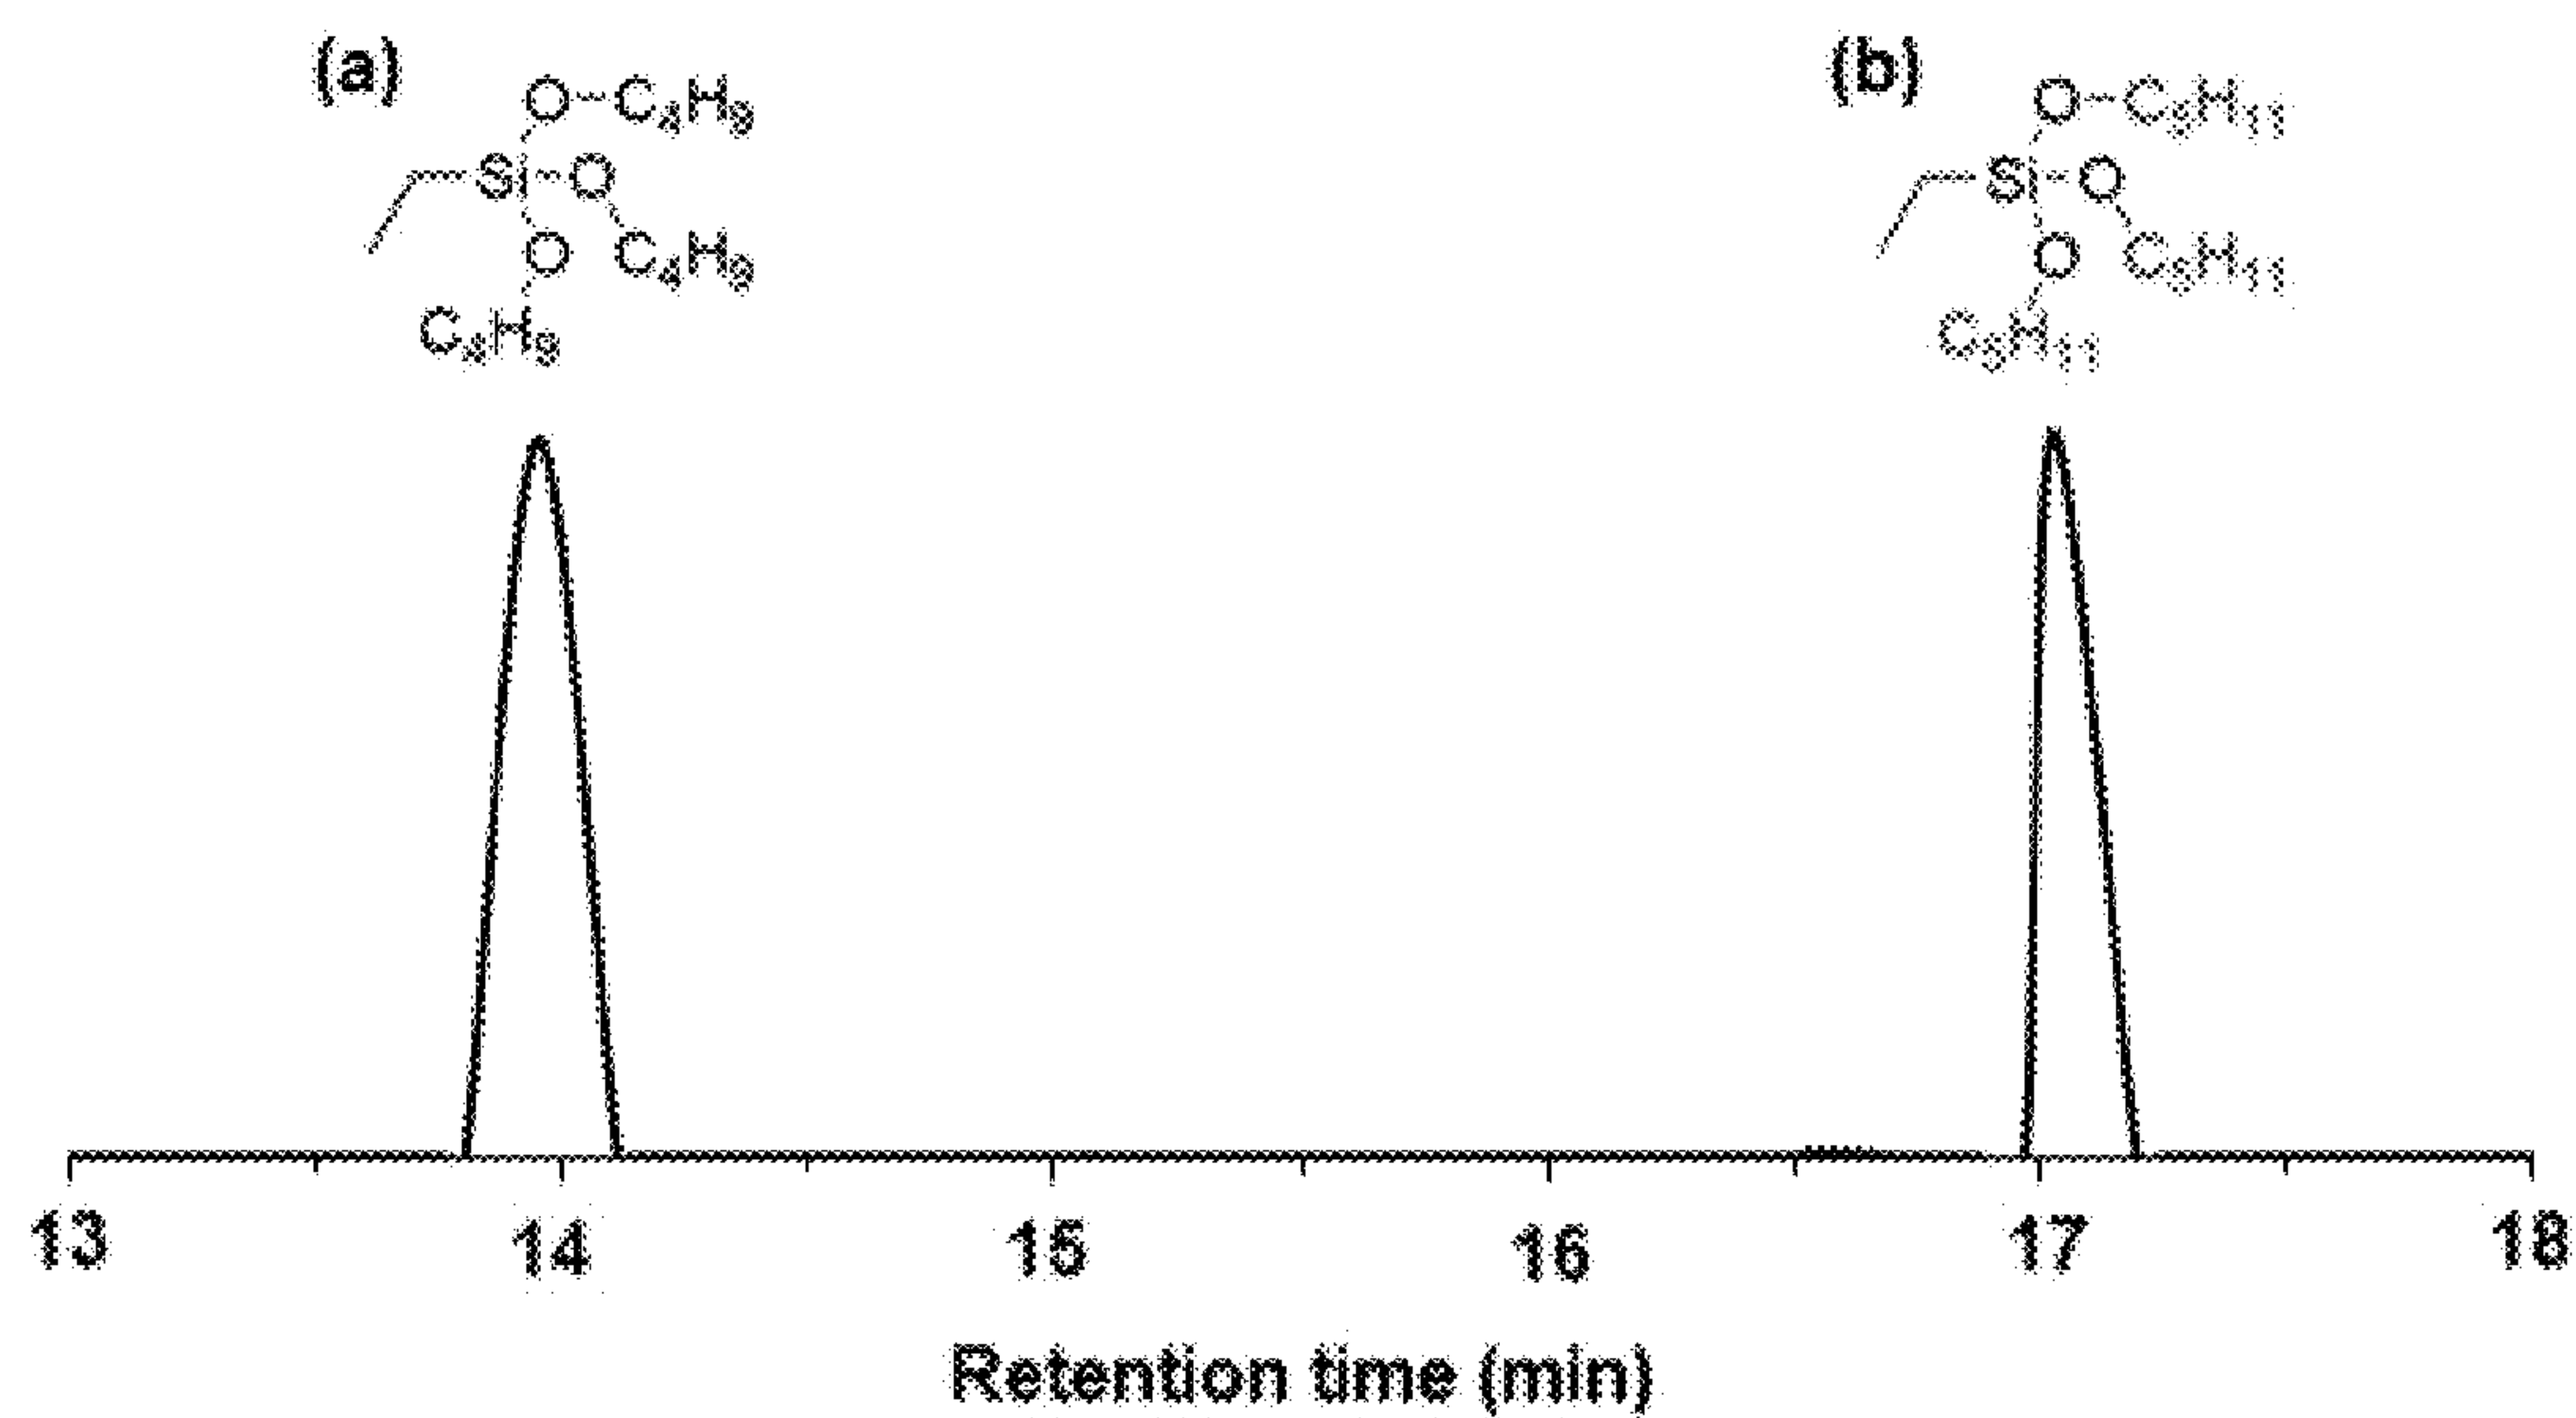 (a) (b)
O-C₄H₉ O-C₅H₁₁
Si-O Si-O
O C₄H₉ O C₅H₁₁
C₄H₉ C₅H₁₁
13 14 15 16 17 18
Retention time (min)